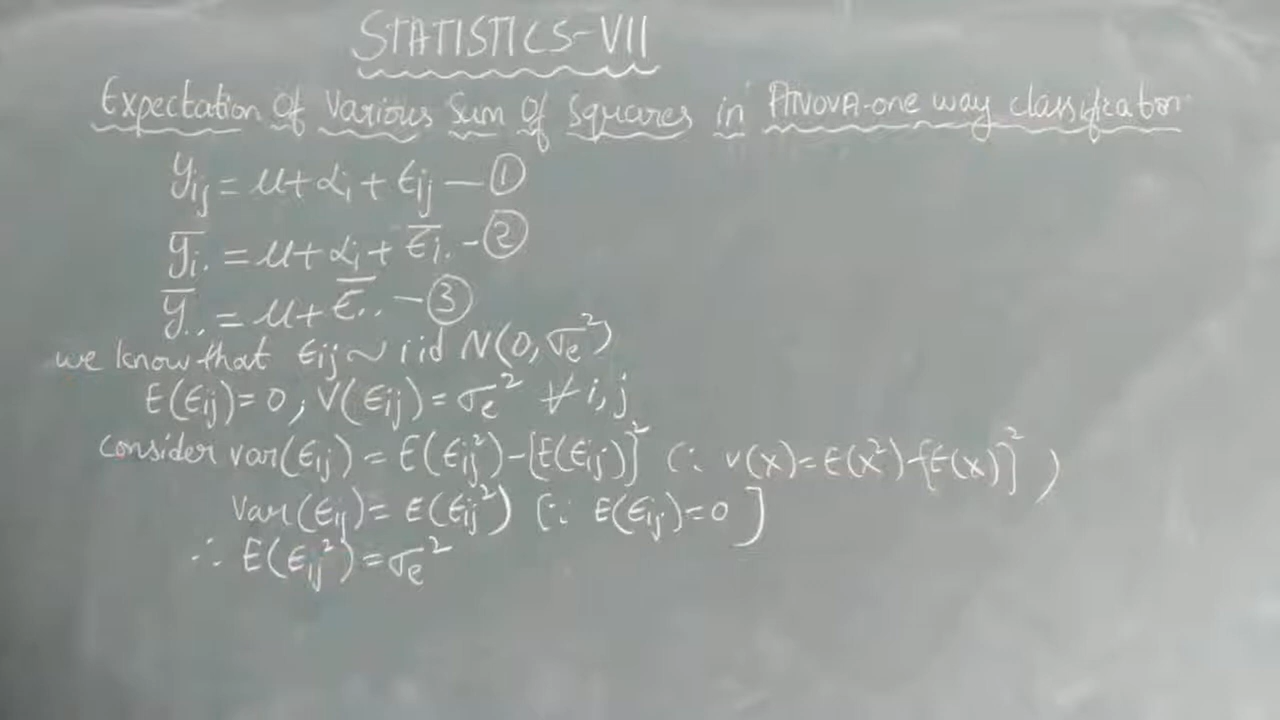 STATISTICS-VII
Expectation Of Various Sum Of Squares in ANOVA-one way classification
yij = μ + αi + ϵij — ①
ȳi. = μ + αi + ϵ̄i. - ②
ȳ.. = μ + ϵ̄.. — ③
we know that ϵij ~ iid N(0, σe²)
E(ϵij) = 0, V(ϵij) = σe² ∀ i, j
consider var(ϵij) = E(ϵij²) - [E(ϵij)]² (∵ V(X) = E(X²) - [E(X)]²)
Var(ϵij) = E(ϵij²) [∵ E(ϵij) = 0]
∴ E(ϵij²) = σe²